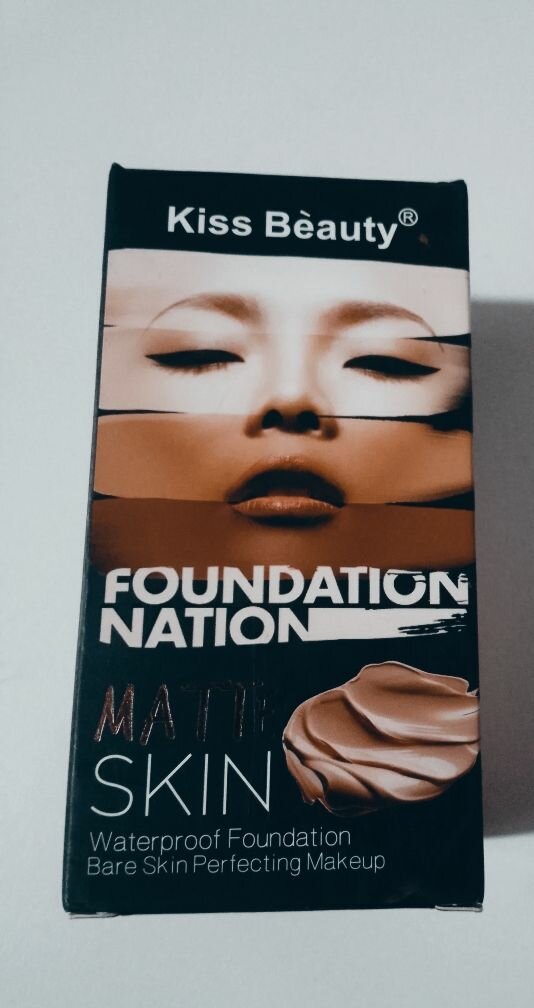 Kiss Bèauty®
FOUNDATION
NATION
MATTE
SKIN
Waterproof Foundation
Bare Skin Perfecting Makeup